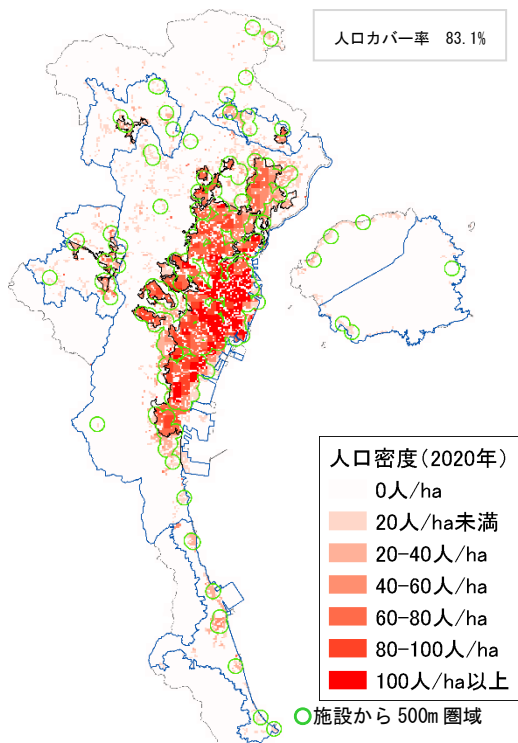 人口カバー率 83.1%
人口密度(2020年)
0人/ha
20人/ha未満
20-40人/ha
40-60人/ha
60-80人/ha
80-100人/ha
100人/ha以上
施設から500m圏域